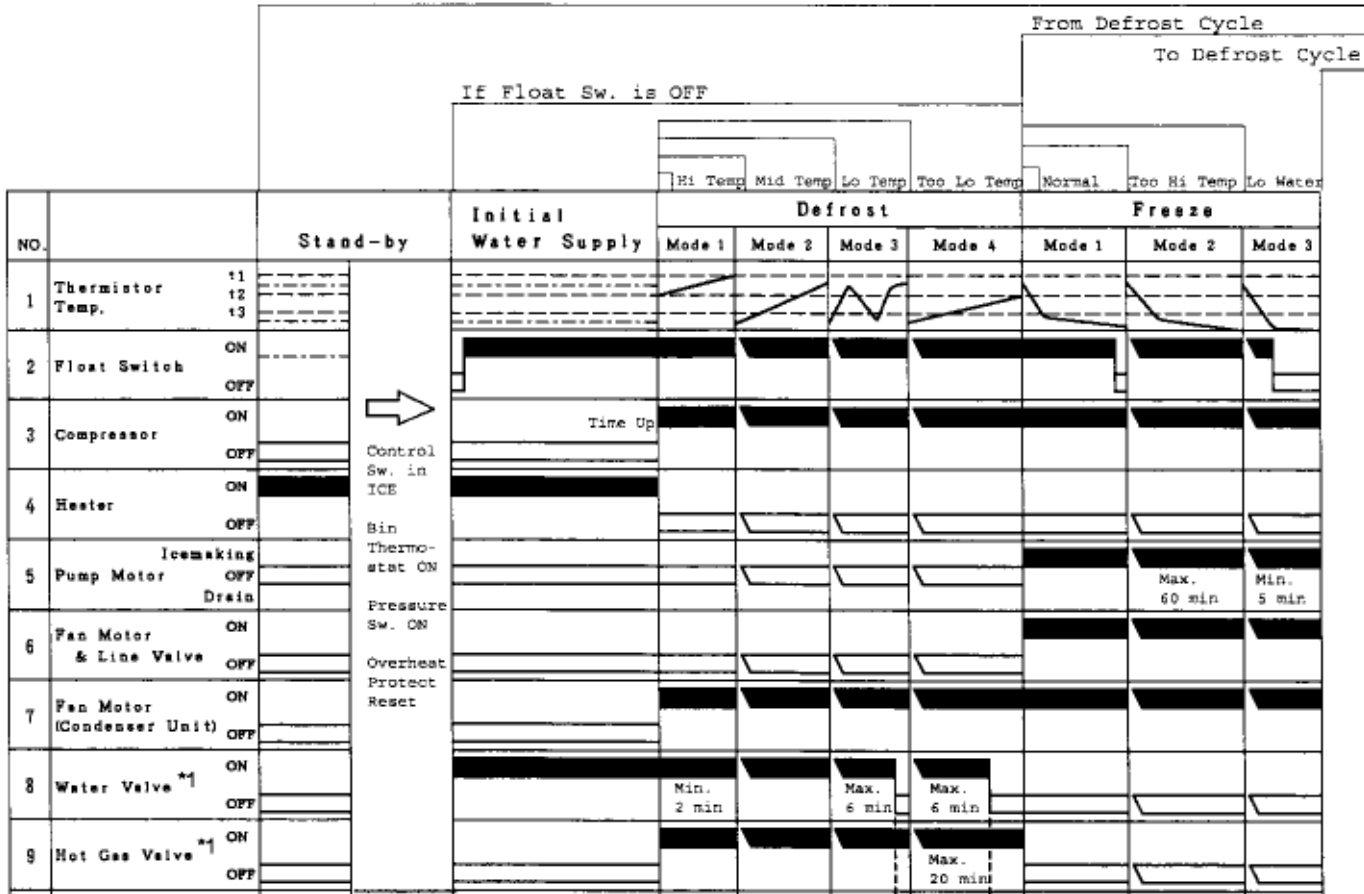 From Defrost Cycle
To Defrost Cycle
If Float Sw. is OFF
Hi Temp Mid Temp Lo Temp Too Lo Temp Normal Too Hi Temp Lo Water
NO. Stand-by Initial Water Supply Defrost Freeze
Mode 1 Mode 2 Mode 3 Mode 4 Mode 1 Mode 2 Mode 3
1 Thermistor Temp. t1 t2 t3
2 Float Switch ON OFF
3 Compressor ON OFF
Time Up
4 Heater ON OFF
5 Pump Motor Icemaking OFF Drain
Max. 60 min
Min. 5 min
6 Fan Motor & Line Valve ON OFF
7 Fan Motor (Condenser Unit) ON OFF
8 Water Valve *1 ON OFF
Min. 2 min
Max. 6 min
Max. 6 min
9 Hot Gas Valve *1 ON OFF
Max. 20 min
Control
Sw. in
ICE
Bin
Thermo-
stat ON
Pressure
Sw. ON
Overheat
Protect
Reset